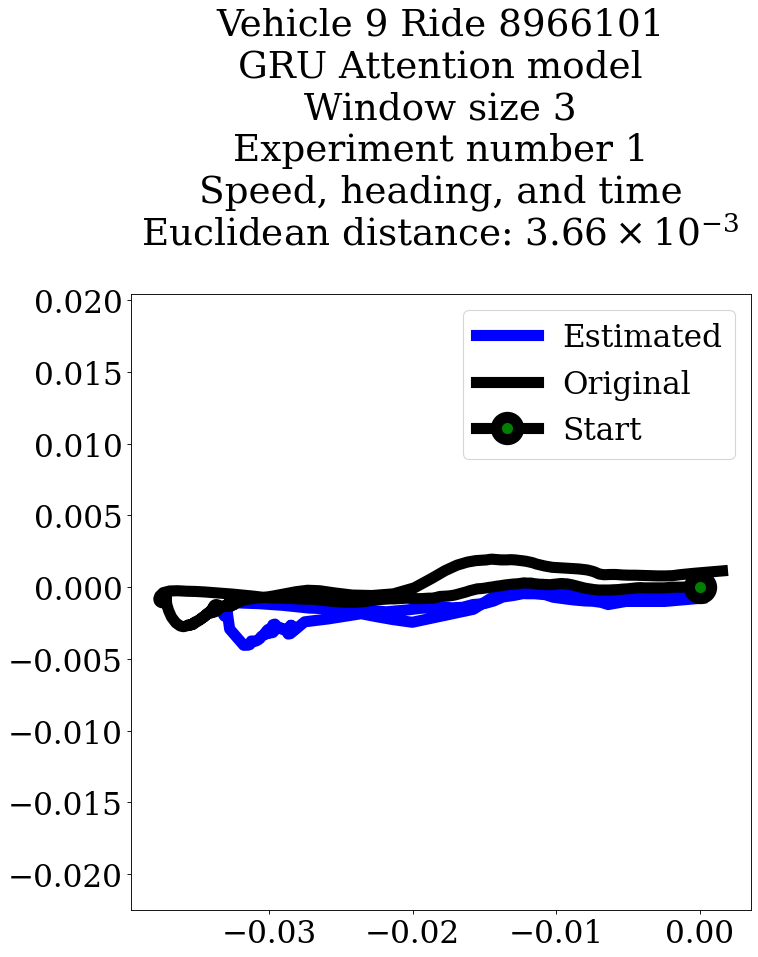 Vehicle 9 Ride 8966101
GRU Attention model
Window size 3
Experiment number 1
Speed, heading, and time
Euclidean distance: 3.66 × 10⁻³
0.020
0.015
0.010
0.005
0.000
−0.005
−0.010
−0.015
−0.020
Estimated
Original
Start
−0.03 −0.02 −0.01 0.00